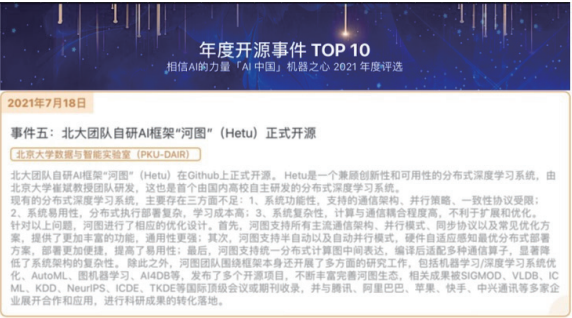 年度开源事件 TOP 10
相信AI的力量「AI 中国」机器之心 2021 年度评选
2021年7月18日
事件五：北大团队自研AI框架“河图”（Hetu）正式开源
北京大学数据与智能实验室（PKU-DAIR）
北大团队自研AI框架“河图”（Hetu）在Github上正式开源。 Hetu是一个兼顾创新性和可用性的分布式深度学习系统，由
北京大学崔斌教授团队研发，这也是首个由国内高校自主研发的分布式深度学习系统。
现有的分布式深度学习系统，主要存在三方面不足：1、系统功能性，支持的通信架构、并行策略、一致性协议受限；
2、系统易用性，分布式执行部署复杂，学习成本高；3、系统复杂性，计算与通信耦合程度高，不利于扩展和优化。
针对以上问题，河图进行了相应的优化设计。首先，河图支持所有主流通信架构、并行模式、同步协议以及常见优化方
案，提供了更加丰富的功能，通用性更强；其次，河图支持半自动以及自动并行模式，硬件自适应感知最优分布式部署
方案，部署更加便捷，提高了易用性；最后，河图支持统一分布式计算图中间表达，编译后适配多种通信算子，显著降
低了系统架构的复杂性。 除此之外，河图团队围绕框架本身还开展了多方面的研究工作，包括机器学习/深度学习系统优
化、AutoML、图机器学习、AI4DB等，发布了多个开源项目，不断丰富完善河图生态，相关成果被SIGMOD、VLDB、IC
ML、KDD、NeurIPS、ICDE、TKDE等国际顶级会议或期刊收录，并与腾讯、阿里巴巴、苹果、快手、中兴通讯等多家企
业展开合作和应用，进行科研成果的转化落地。